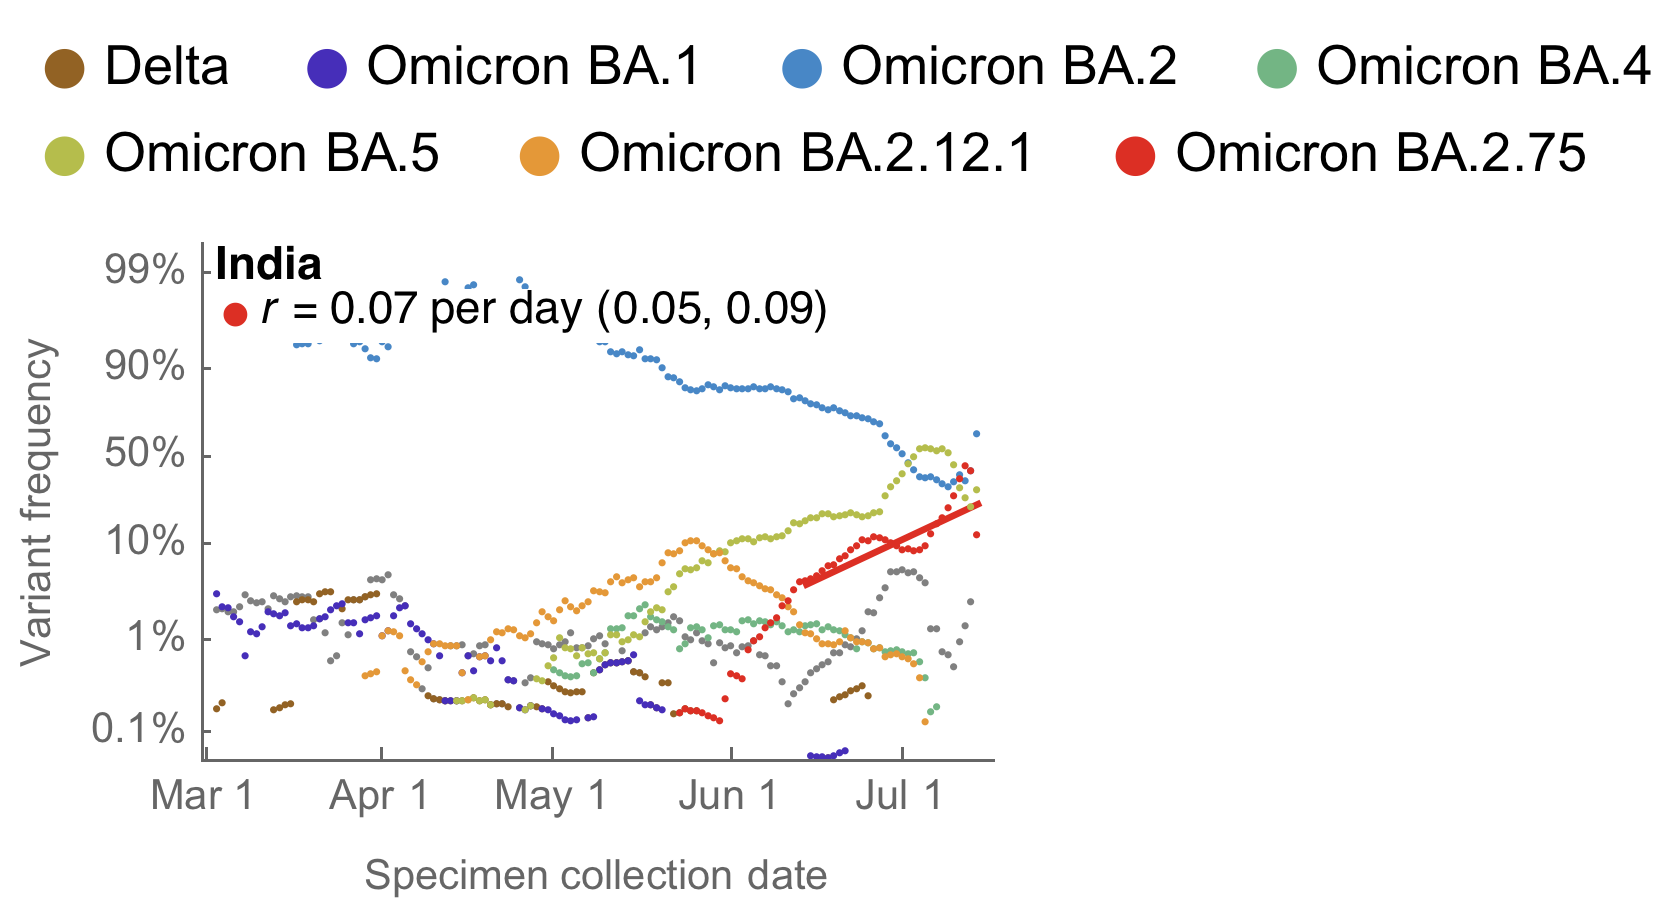 Delta Omicron BA.1 Omicron BA.2 Omicron BA.4
Omicron BA.5 Omicron BA.2.12.1 Omicron BA.2.75
India
r = 0.07 per day (0.05, 0.09)
Variant frequency
99%
90%
50%
10%
1%
0.1%
Mar 1 Apr 1 May 1 Jun 1 Jul 1
Specimen collection date